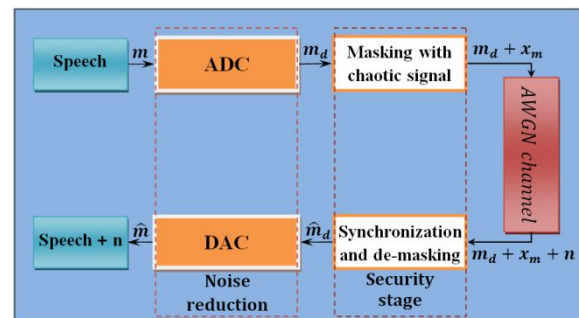 Speech
m
ADC
m_d
Masking with
chaotic signal
m_d + x_m
AWGN channel
Speech + n
m̂
DAC
m̂_d
Synchronization
and de-masking
m_d + x_m + n
Noise
reduction
Security
stage